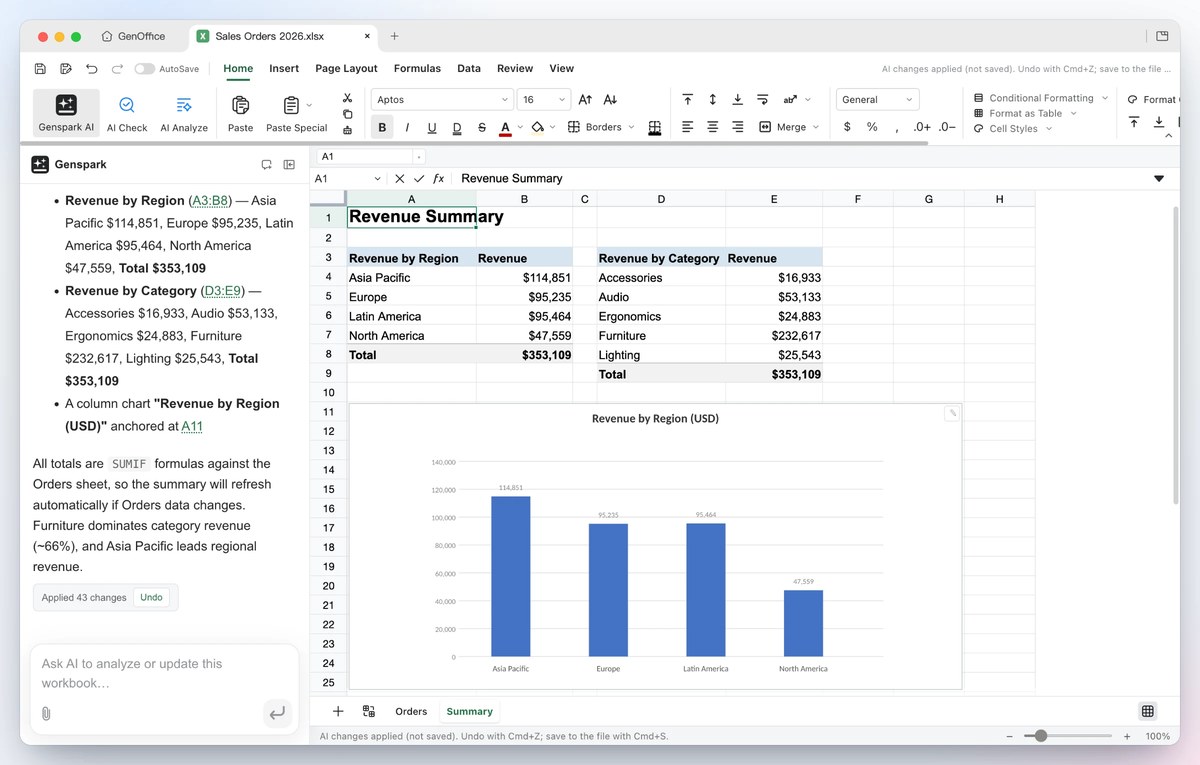 GenOffice
Sales Orders 2026.xlsx
AutoSave
Home Insert Page Layout Formulas Data Review View
AI changes applied (not saved). Undo with Cmd+Z; save to the file ...
Genspark AI
AI Check
AI Analyze
Paste
Paste Special
Aptos
16
B I U D S A
Borders
Merge
General
$ % , .0+ .0-
Conditional Formatting
Format as Table
Cell Styles
Format
Genspark
• Revenue by Region (A3:B8) — Asia
Pacific $114,851, Europe $95,235, Latin
America $95,464, North America
$47,559, Total $353,109
• Revenue by Category (D3:E9) —
Accessories $16,933, Audio $53,133,
Ergonomics $24,883, Furniture
$232,617, Lighting $25,543, Total
$353,109
• A column chart "Revenue by Region
(USD)" anchored at A11
All totals are SUMIF formulas against the
Orders sheet, so the summary will refresh
automatically if Orders data changes.
Furniture dominates category revenue
(~66%), and Asia Pacific leads regional
revenue.
Applied 43 changes Undo
Ask AI to analyze or update this
workbook…
A1
A1 fx Revenue Summary
A B C D E F G H
1 Revenue Summary
2
3 Revenue by Region Revenue Revenue by Category Revenue
4 Asia Pacific $114,851 Accessories $16,933
5 Europe $95,235 Audio $53,133
6 Latin America $95,464 Ergonomics $24,883
7 North America $47,559 Furniture $232,617
8 Total $353,109 Lighting $25,543
9 Total $353,109
10
11
12
13
14
15
16
17
18
19
20
21
22
23
24
25
Revenue by Region (USD)
140,000
120,000
100,000
80,000
60,000
40,000
20,000
0
114,851
95,235
95,464
47,559
Asia Pacific Europe Latin America North America
Orders Summary
AI changes applied (not saved). Undo with Cmd+Z; save to the file with Cmd+S.
− + 100%